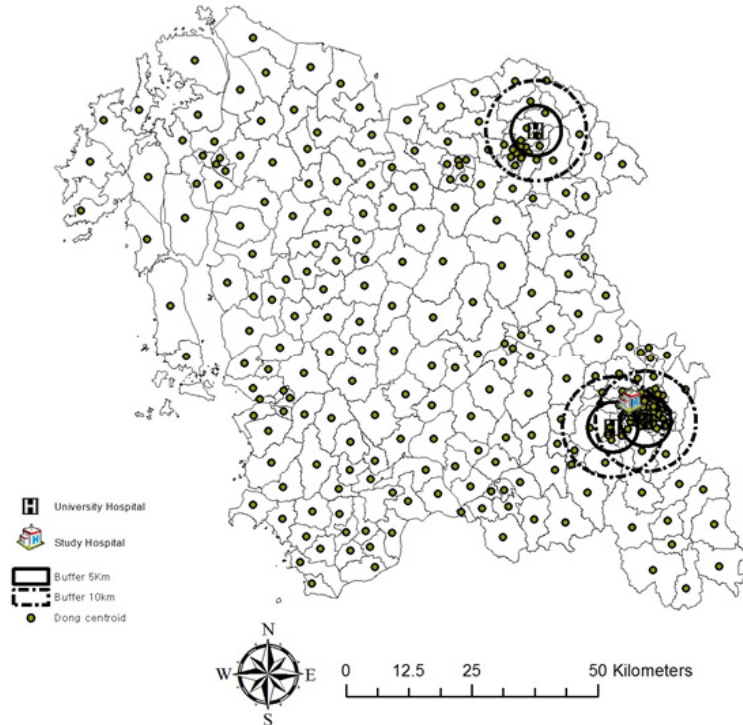 H
H
H
H University Hospital
H Study Hospital
Buffer 5Km
Buffer 10km
Dong centroid
N
W E
S
0 12.5 25 50 Kilometers